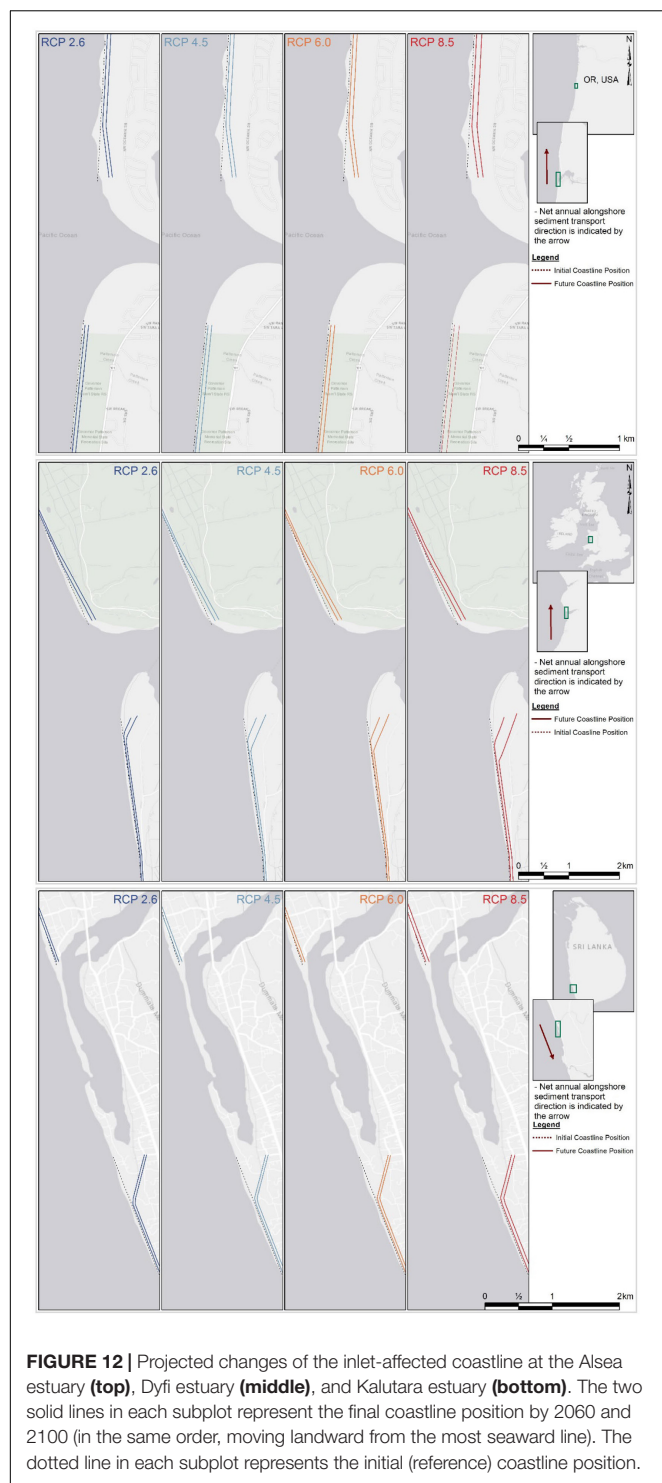 RCP 2.6
RCP 4.5
RCP 6.0
RCP 8.5
Pacific Ocean
Pacific Ocean
Pacific Ocean
N
OR, USA
- Net annual alongshore
sediment transport
direction is indicated by
the arrow
Legend
Initial Coastline Position
Future Coastline Position
0 ¼ ½ 1 km
RCP 2.6
RCP 4.5
RCP 6.0
RCP 8.5
N
- Net annual alongshore
sediment transport
direction is indicated by
the arrow
Legend
Future Coastline Position
Initial Coastline Position
0 ½ 1 2km
RCP 2.6
RCP 4.5
RCP 6.0
RCP 8.5
SRI LANKA
- Net annual alongshore
sediment transport
direction is indicated by
the arrow
Legend
Initial Coastline Position
Future Coastline Position
0 ½ 1 2km
FIGURE 12 | Projected changes of the inlet-affected coastline at the Alsea
estuary (top), Dyfi estuary (middle), and Kalutara estuary (bottom). The two
solid lines in each subplot represent the final coastline position by 2060 and
2100 (in the same order, moving landward from the most seaward line). The
dotted line in each subplot represents the initial (reference) coastline position.